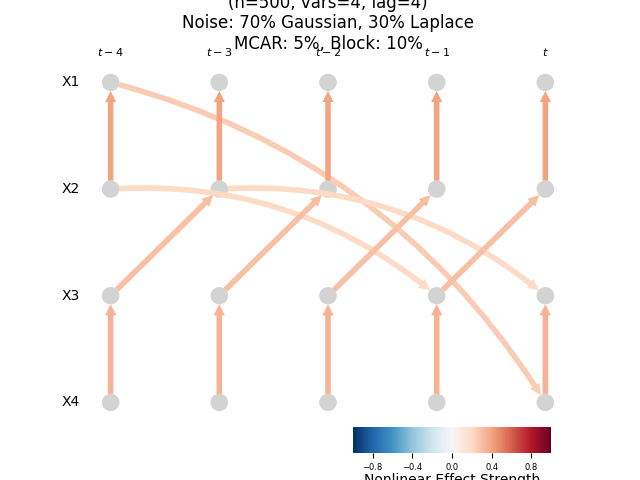 (n=500, vars=4, lag=4)
Noise: 70% Gaussian, 30% Laplace
MCAR: 5%, Block: 10%
t−4 t−3 t−2 t−1 t
X1
X2
X3
X4
−0.8 −0.4 0.0 0.4 0.8
Nonlinear Effect Strength